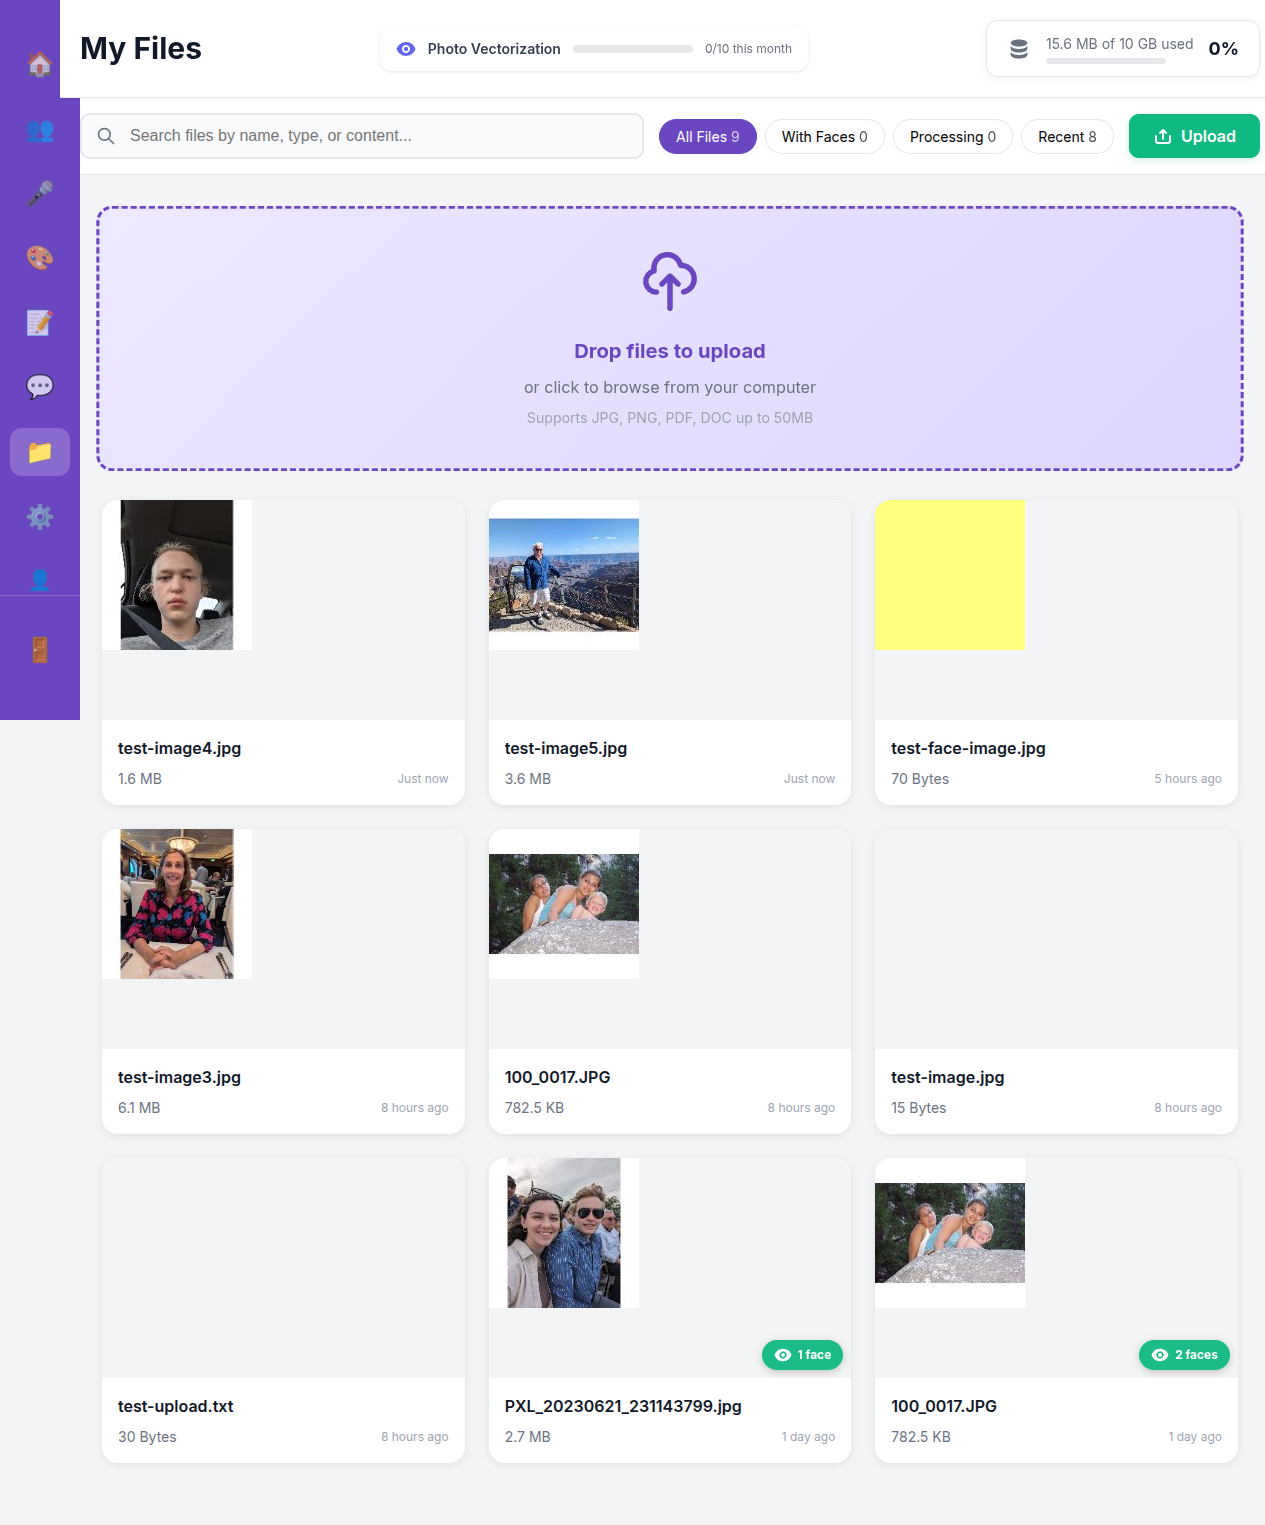 My Files
Photo Vectorization
0/10 this month
15.6 MB of 10 GB used
0%
Search files by name, type, or content...
All Files 9
With Faces 0
Processing 0
Recent 8
Upload
Drop files to upload
or click to browse from your computer
Supports JPG, PNG, PDF, DOC up to 50MB
test-image4.jpg
1.6 MB
Just now
test-image5.jpg
3.6 MB
Just now
test-face-image.jpg
70 Bytes
5 hours ago
test-image3.jpg
6.1 MB
8 hours ago
100_0017.JPG
782.5 KB
8 hours ago
test-image.jpg
15 Bytes
8 hours ago
test-upload.txt
30 Bytes
8 hours ago
1 face
PXL_20230621_231143799.jpg
2.7 MB
1 day ago
2 faces
100_0017.JPG
782.5 KB
1 day ago